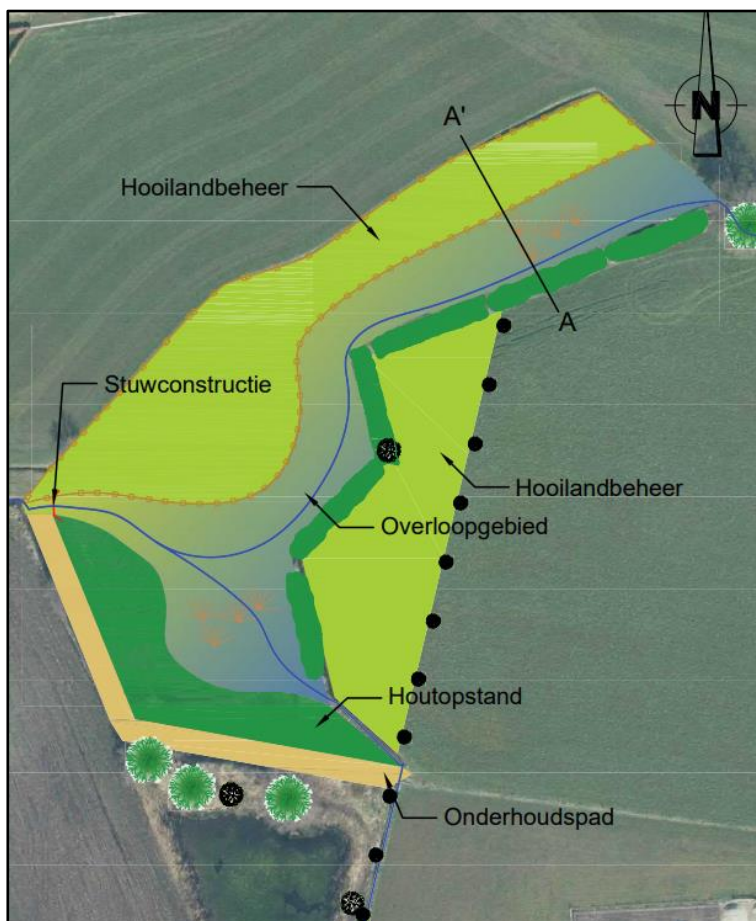 N
A'
Hooilandbeheer
A
Stuwconstructie
Hooilandbeheer
Overloopgebied
Houtopstand
Onderhoudspad